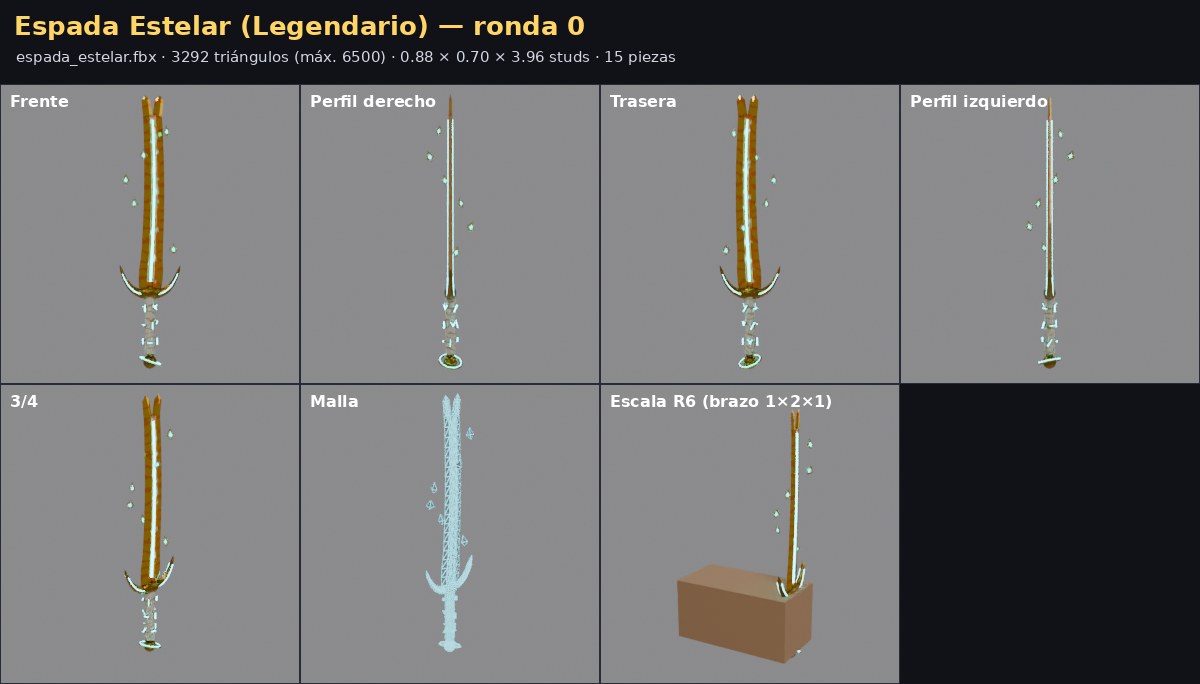 Espada Estelar (Legendario) — ronda 0
espada_estelar.fbx · 3292 triángulos (máx. 6500) · 0.88 × 0.70 × 3.96 studs · 15 piezas
Frente
Perfil derecho
Trasera
Perfil izquierdo
3/4
Malla
Escala R6 (brazo 1×2×1)